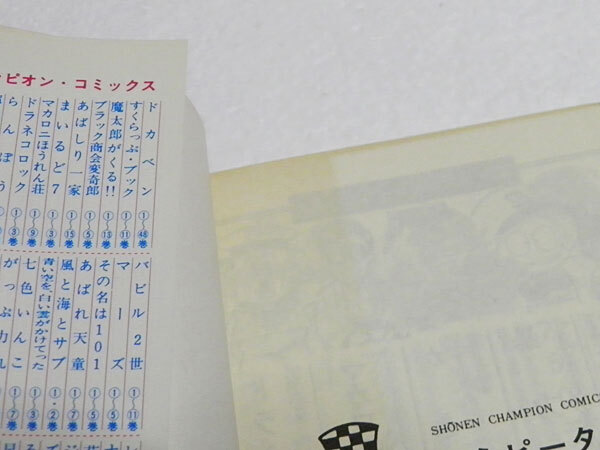 ピオン・コミックス
ドカベン ①〜㊽巻
すくらっぷ・ブック ①〜⑪巻
魔太郎がくる!! ①〜⑬巻
ブラック商会変奇郎 ①〜⑤巻
あばしり一家 ①〜⑮巻
まいるど7 ①〜③巻
マカロニほうれん荘 ①〜⑨巻
ドラネコロック ①〜③巻
らんぽう
バビル2世 ①〜⑪巻
マーズ ①〜⑤巻
その名は101 ①〜⑤巻
あばれ天童 ①〜⑦巻
風と海とサブ ①〜②巻
青い空を、白い雲がかけてった ①〜③巻
七色いんこ ①〜⑦巻
SHŌNEN CHAMPION COMIC
ピータ